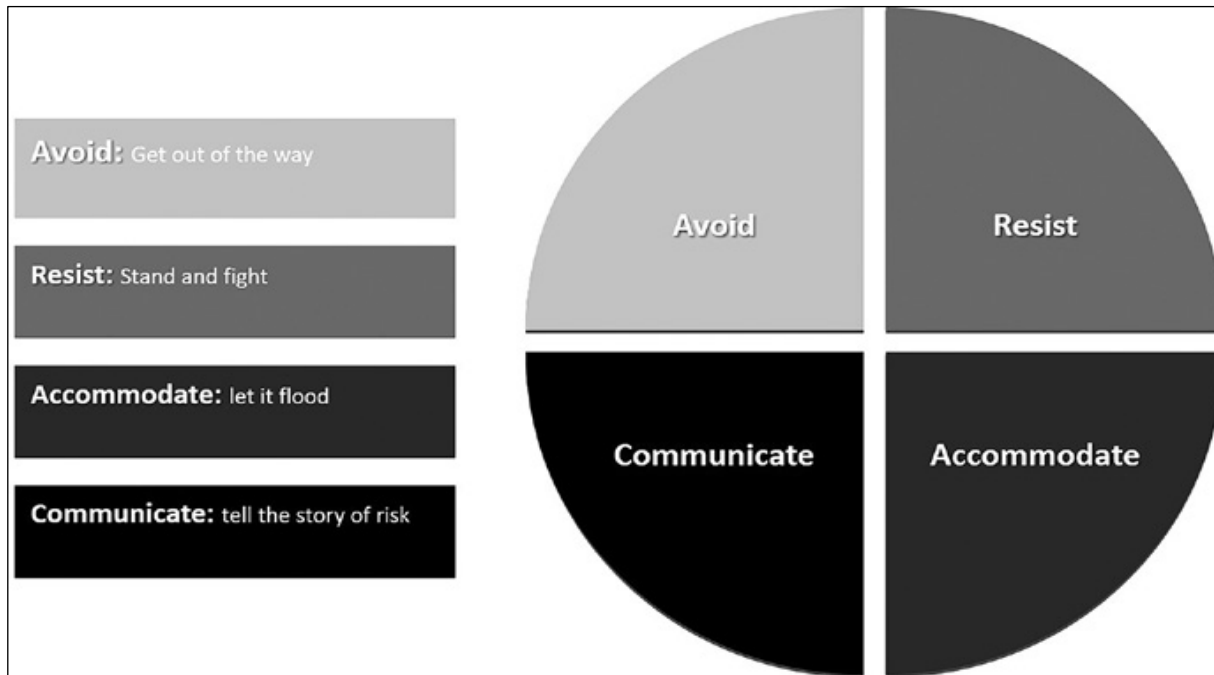 Avoid: Get out of the way
Resist: Stand and fight
Accommodate: let it flood
Communicate: tell the story of risk
Avoid
Resist
Communicate
Accommodate